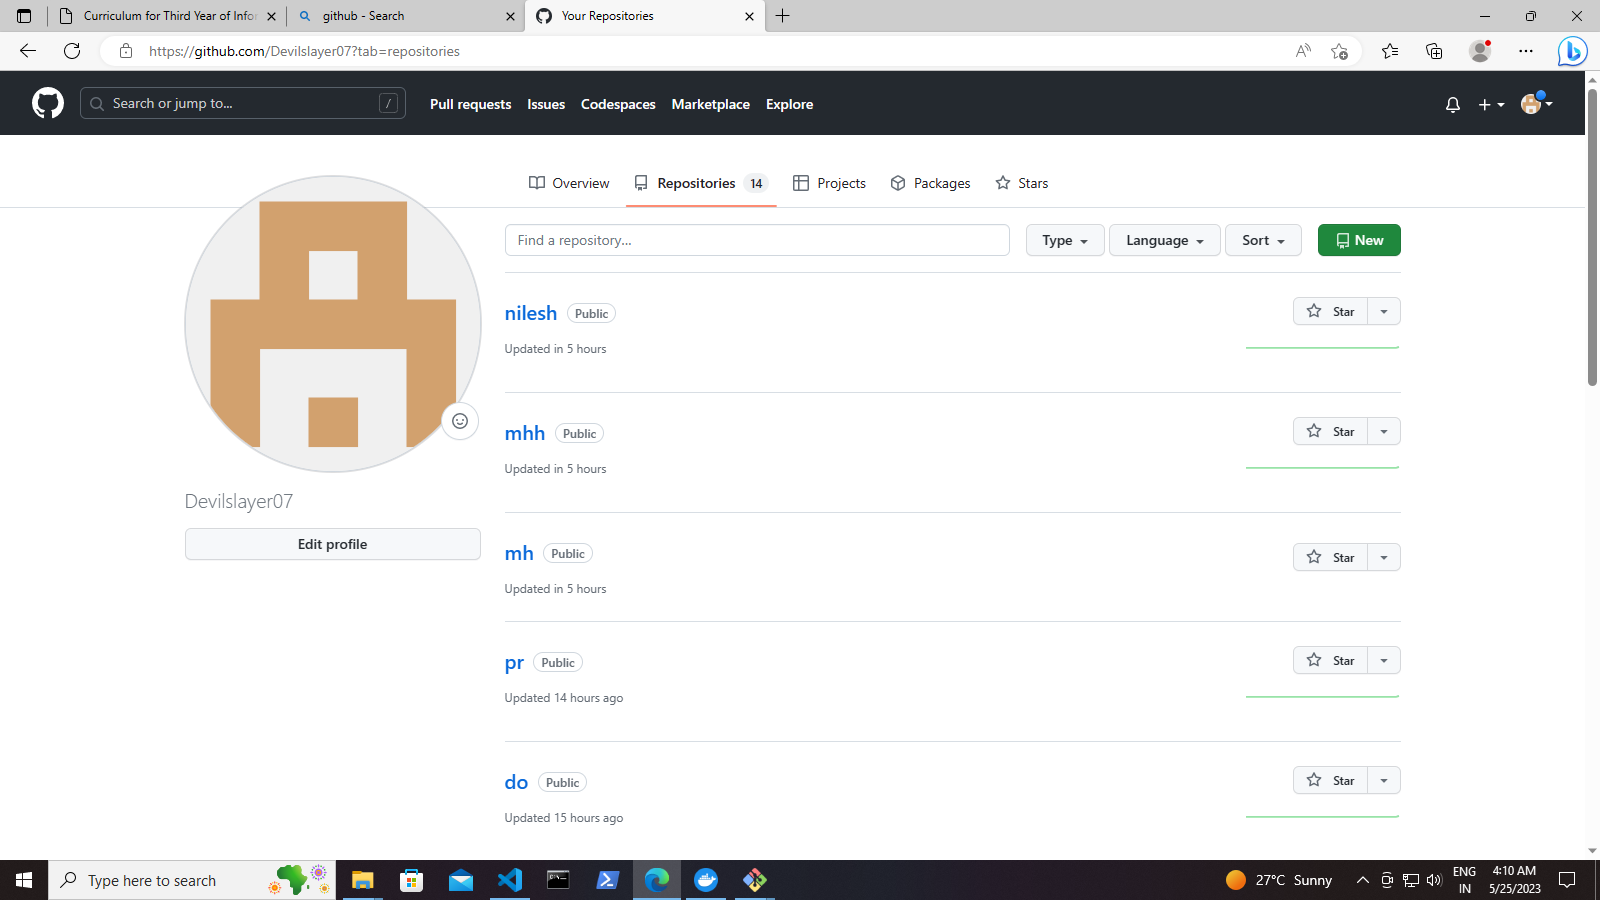 Curriculum for Third Year of Infor
github - Search
Your Repositories
https://github.com/Devilslayer07?tab=repositories
Search or jump to... /
Pull requests Issues Codespaces Marketplace Explore
Overview Repositories 14 Projects Packages Stars
Find a repository... Type Language Sort New
nilesh Public Star
Updated in 5 hours
mhh Public Star
Updated in 5 hours
Devilslayer07
Edit profile
mh Public Star
Updated in 5 hours
pr Public Star
Updated 14 hours ago
do Public Star
Updated 15 hours ago
Type here to search
27°C Sunny
ENG
IN
4:10 AM
5/25/2023